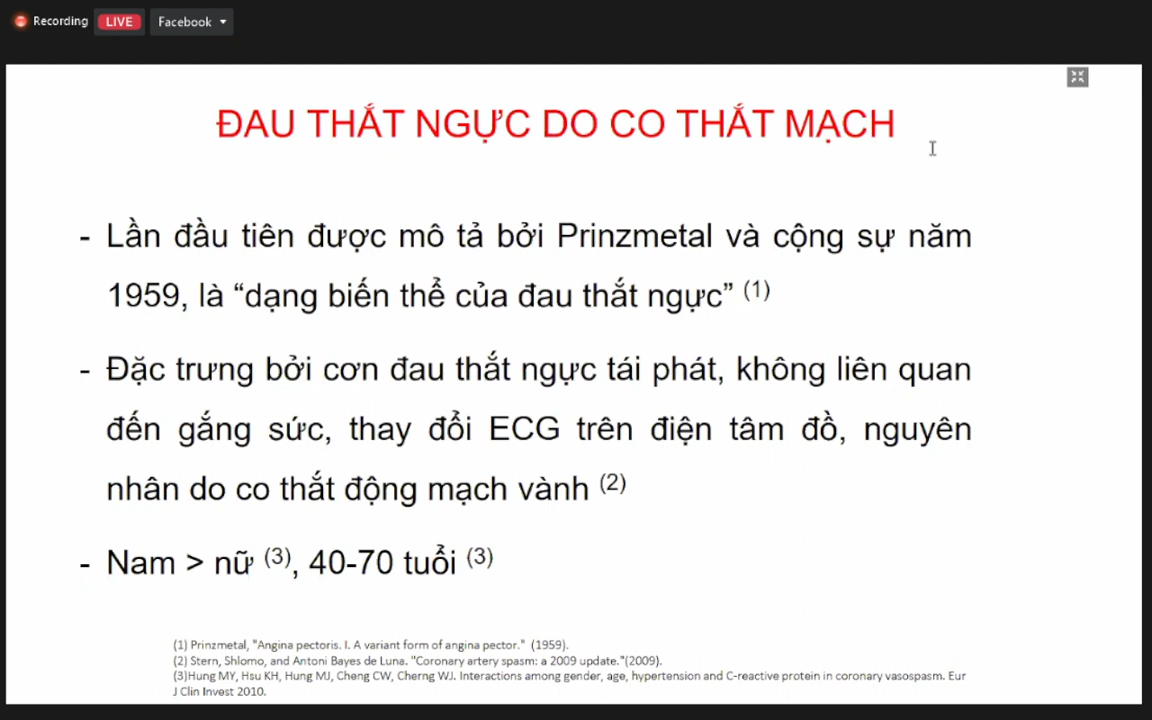 Recording LIVE Facebook
ĐAU THẮT NGỰC DO CO THẮT MẠCH
- Lần đầu tiên được mô tả bởi Prinzmetal và cộng sự năm
1959, là “dạng biến thể của đau thắt ngực” (1)
- Đặc trưng bởi cơn đau thắt ngực tái phát, không liên quan
đến gắng sức, thay đổi ECG trên điện tâm đồ, nguyên
nhân do co thắt động mạch vành (2)
- Nam > nữ (3), 40-70 tuổi (3)
(1) Prinzmetal, "Angina pectoris. I. A variant form of angina pector." (1959).
(2) Stern, Shlomo, and Antoni Bayes de Luna. "Coronary artery spasm: a 2009 update."(2009).
(3)Hung MY, Hsu KH, Hung MJ, Cheng CW, Cherng WJ. Interactions among gender, age, hypertension and C-reactive protein in coronary vasospasm. Eur
J Clin Invest 2010.